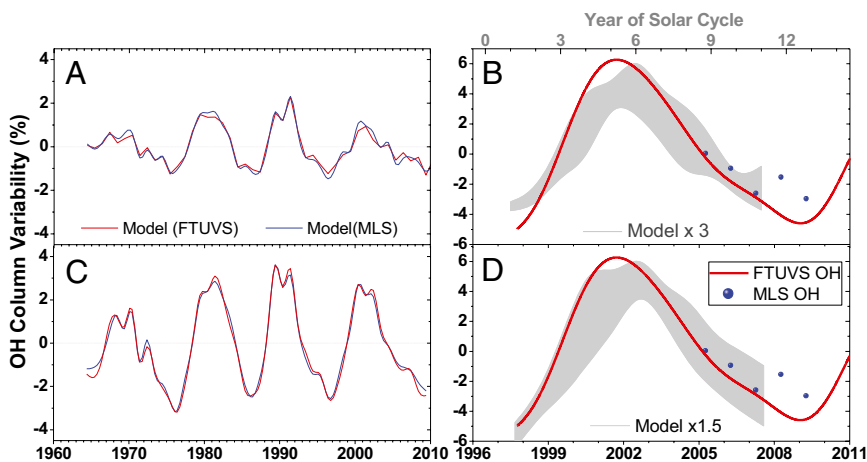 Year of Solar Cycle
0 3 6 9 12
OH Column Variability (%)
A
4
2
0
-2
-4
Model (FTUVS) Model(MLS)
B
6
4
2
0
-2
-4
-6
Model x 3
C
2
0
-2
-4
1960 1970 1980 1990 2000 2010
D
6
4
2
0
-2
-4
-6
FTUVS OH
MLS OH
Model x1.5
1996 1999 2002 2005 2008 2011